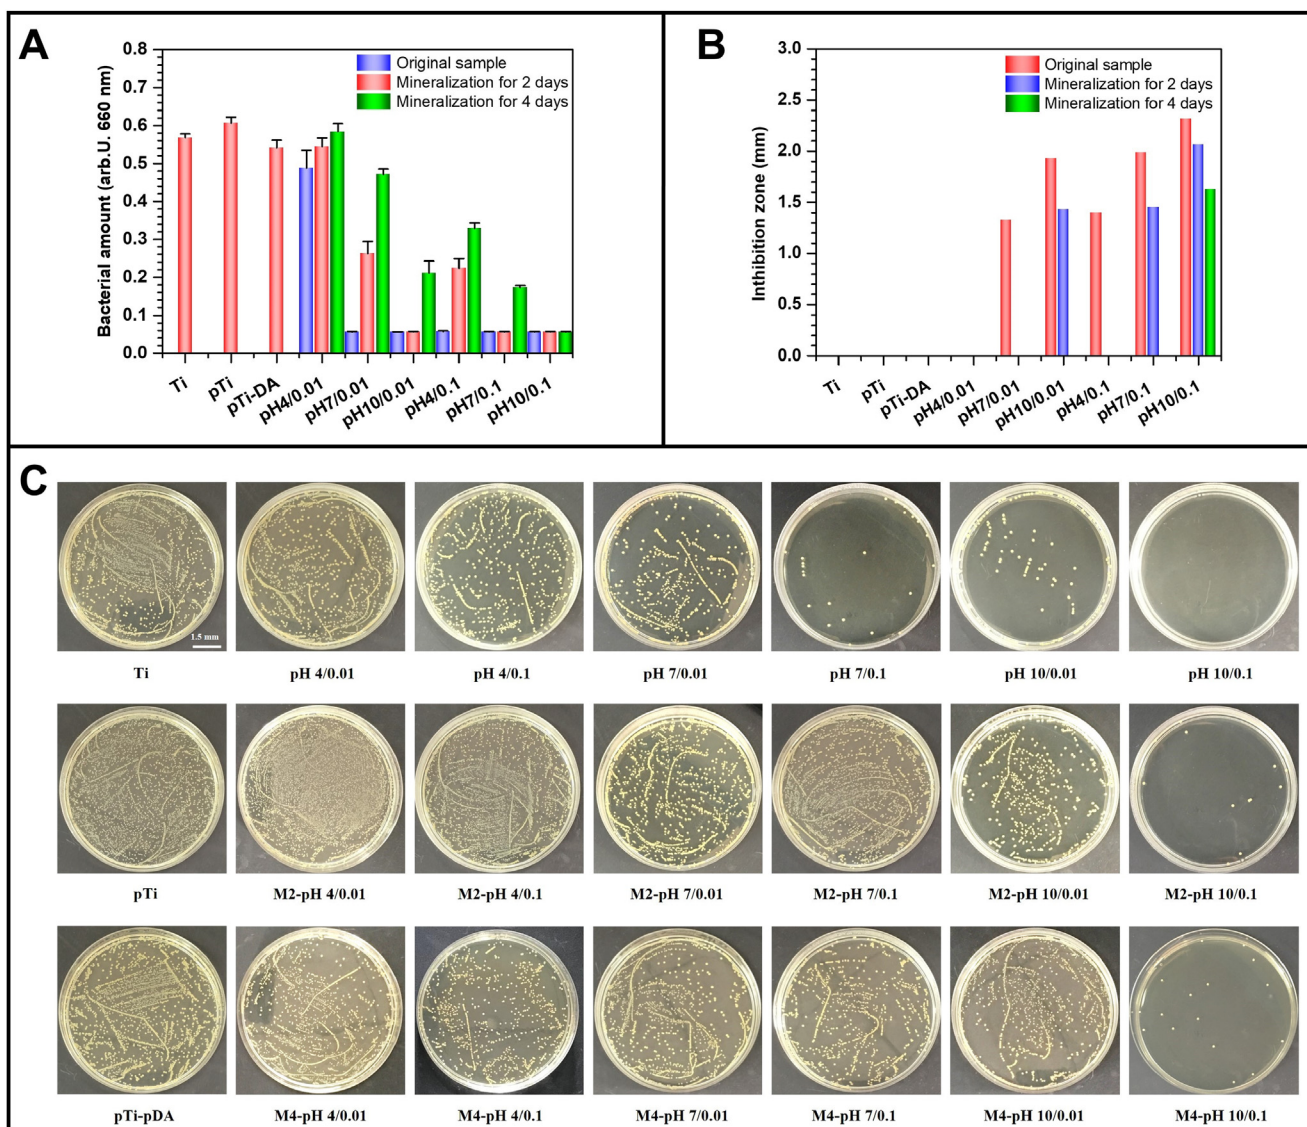 A
Bacterial amount (arb.U. 660 nm)
0.8
0.7
0.6
0.5
0.4
0.3
0.2
0.1
0.0
Original sample
Mineralization for 2 days
Mineralization for 4 days
Ti
pTi
pTi-DA
pH4/0.01
pH7/0.01
pH10/0.01
pH4/0.1
pH7/0.1
pH10/0.1
B
Inthibition zone (mm)
3.0
2.5
2.0
1.5
1.0
0.5
0.0
Original sample
Mineralization for 2 days
Mineralization for 4 days
Ti
pTi
pTi-DA
pH4/0.01
pH7/0.01
pH10/0.01
pH4/0.1
pH7/0.1
pH10/0.1
C
1.5 mm
Ti pH 4/0.01 pH 4/0.1 pH 7/0.01 pH 7/0.1 pH 10/0.01 pH 10/0.1
pTi M2-pH 4/0.01 M2-pH 4/0.1 M2-pH 7/0.01 M2-pH 7/0.1 M2-pH 10/0.01 M2-pH 10/0.1
pTi-pDA M4-pH 4/0.01 M4-pH 4/0.1 M4-pH 7/0.01 M4-pH 7/0.1 M4-pH 10/0.01 M4-pH 10/0.1